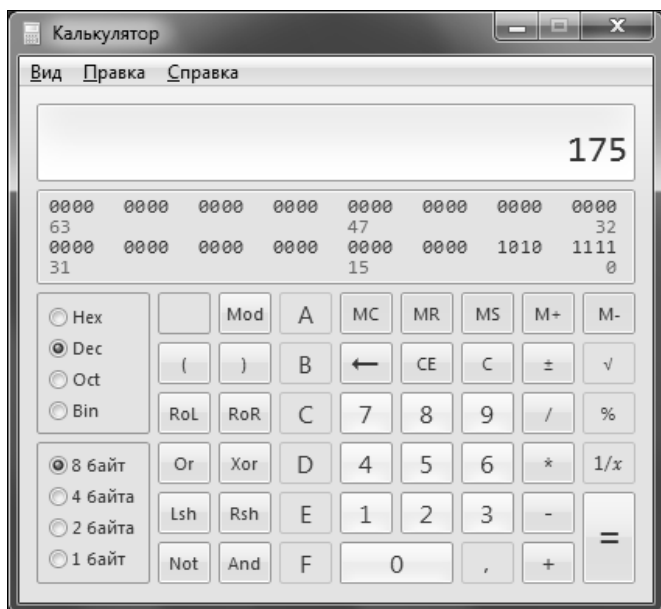 Калькулятор
Вид Правка Справка
175
0000 0000 0000 0000 0000 0000 0000 0000
63 47 32
0000 0000 0000 0000 0000 0000 1010 1111
31 15 0
Hex
Dec
Oct
Bin
8 байт
4 байта
2 байта
1 байт
Mod A MC MR MS M+ M-
( ) B ← CE C ± √
RoL RoR C 7 8 9 / %
Or Xor D 4 5 6 * 1/x
Lsh Rsh E 1 2 3 - =
Not And F 0 , +